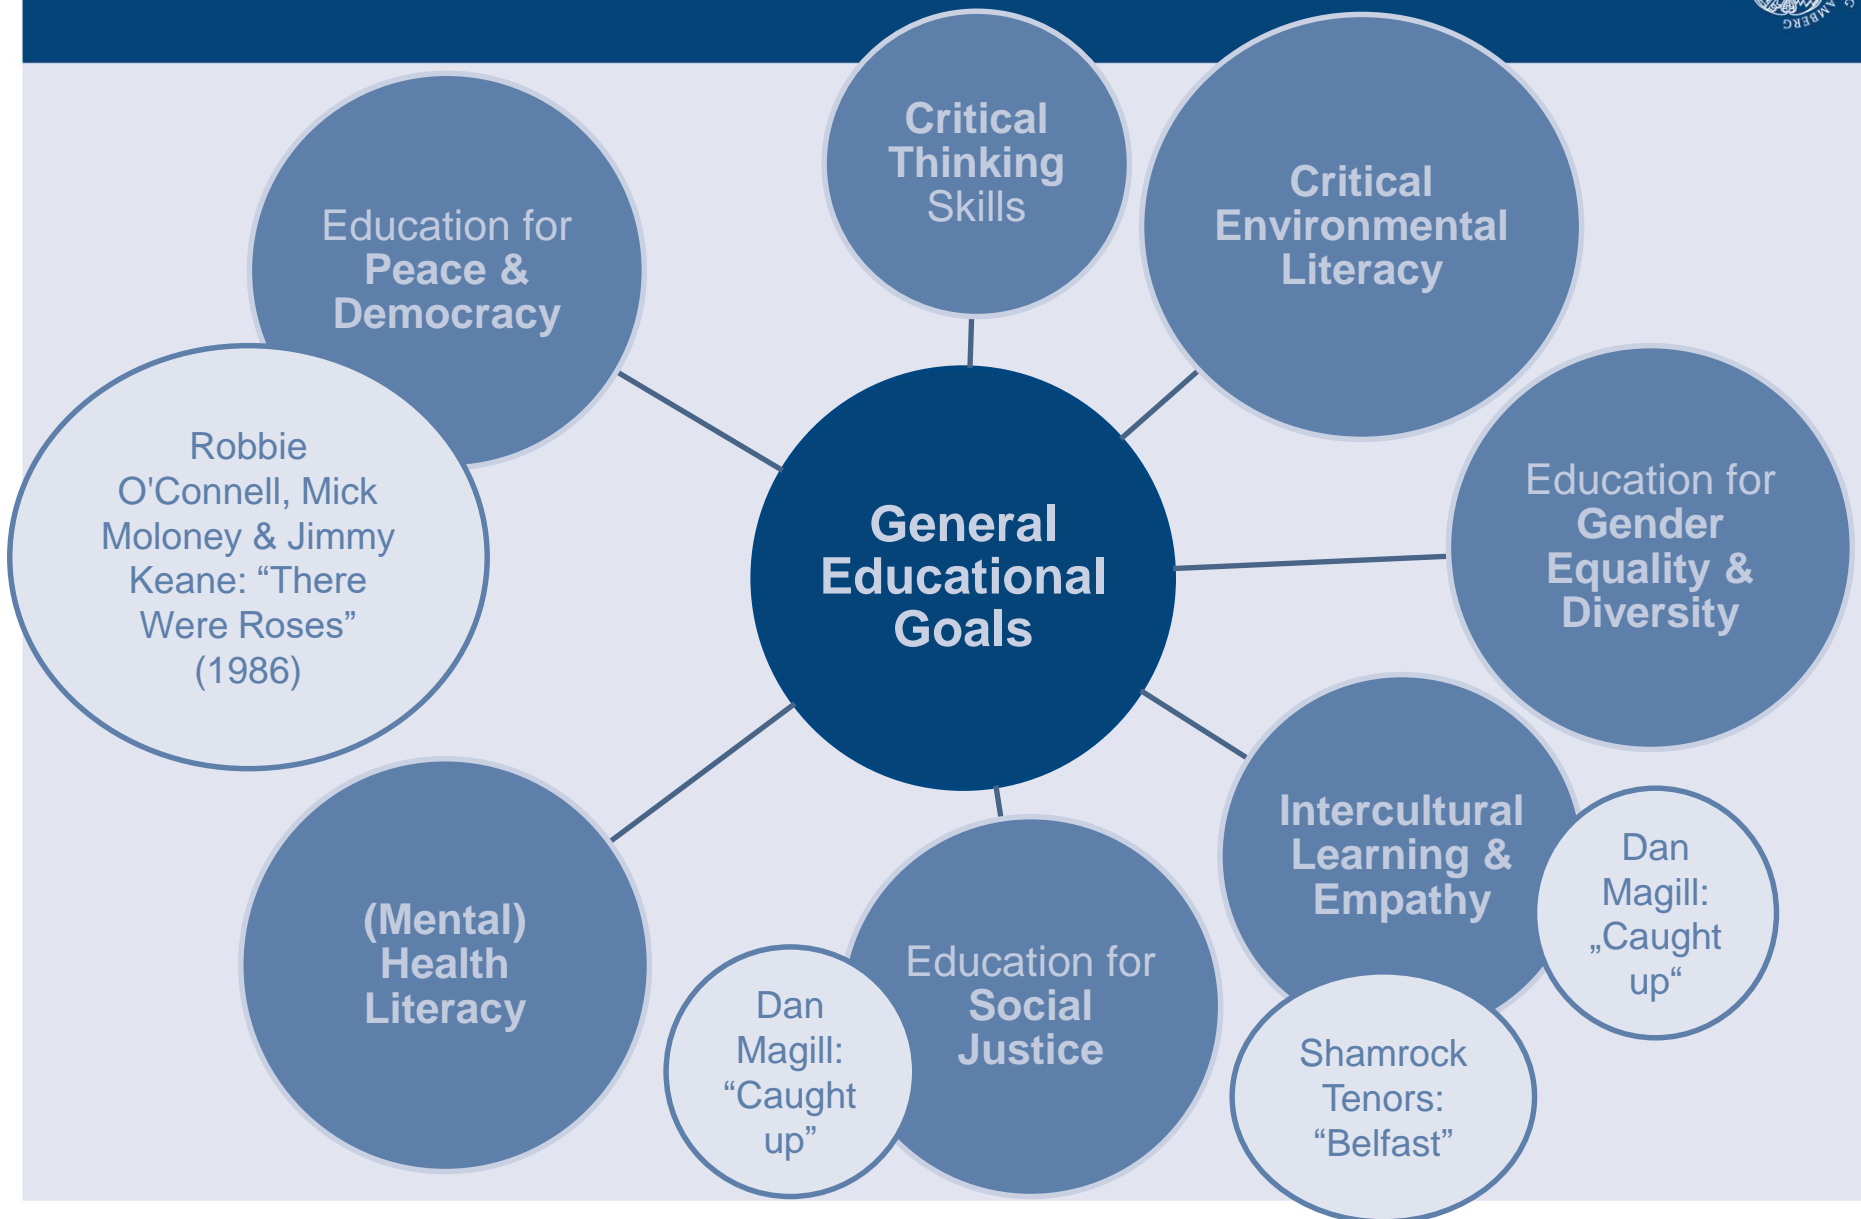 AMBERG
G
Critical
Thinking
Skills
Critical
Environmental
Literacy
Education for
Peace &
Democracy
Robbie
O'Connell, Mick
Moloney & Jimmy
Keane: “There
Were Roses”
(1986)
General
Educational
Goals
Education for
Gender
Equality &
Diversity
Intercultural
Learning &
Empathy
Dan
Magill:
„Caught
up“
Shamrock
Tenors:
“Belfast”
Education for
Social
Justice
Dan
Magill:
“Caught
up”
(Mental)
Health
Literacy